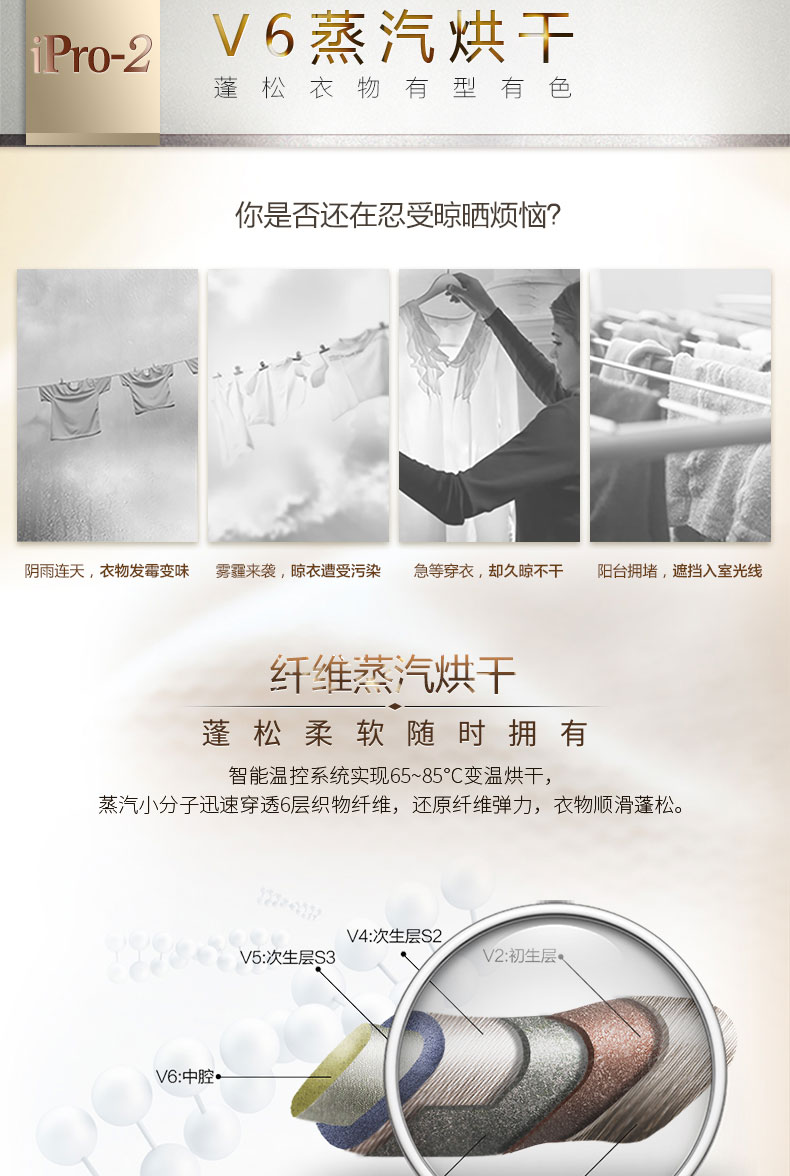 iPro-2
V6蒸汽烘干
蓬松衣物有型有色
你是否还在忍受晾晒烦恼?
阴雨连天，衣物发霉变味
雾霾来袭，晾衣遭受污染
急等穿衣，却久晾不干
阳台拥堵，遮挡入室光线
纤维蒸汽烘干
蓬松柔软随时拥有
智能温控系统实现65~85℃变温烘干，
蒸汽小分子迅速穿透6层织物纤维，还原纤维弹力，衣物顺滑蓬松。
V4:次生层S2
V5:次生层S3
V2:初生层
V6:中腔